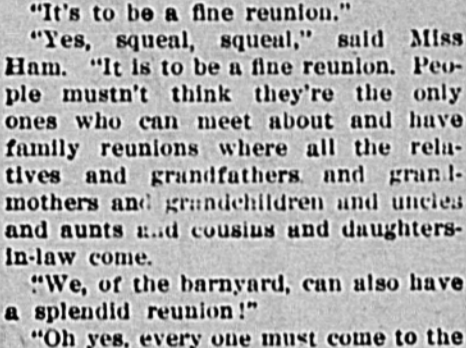 "It's to be a fine reunion."
"Yes, squeal, squeal," said Miss
Ham. "It is to be a fine reunion. Peo-
ple mustn't think they're the only
ones who can meet about and have
family reunions where all the rela-
tives and grandfathers and grand-
mothers and grandchildren and uncles
and aunts and cousins and daughters-
in-law come.
"We, of the barnyard, can also have
a splendid reunion!"
"Oh yes, every one must come to the